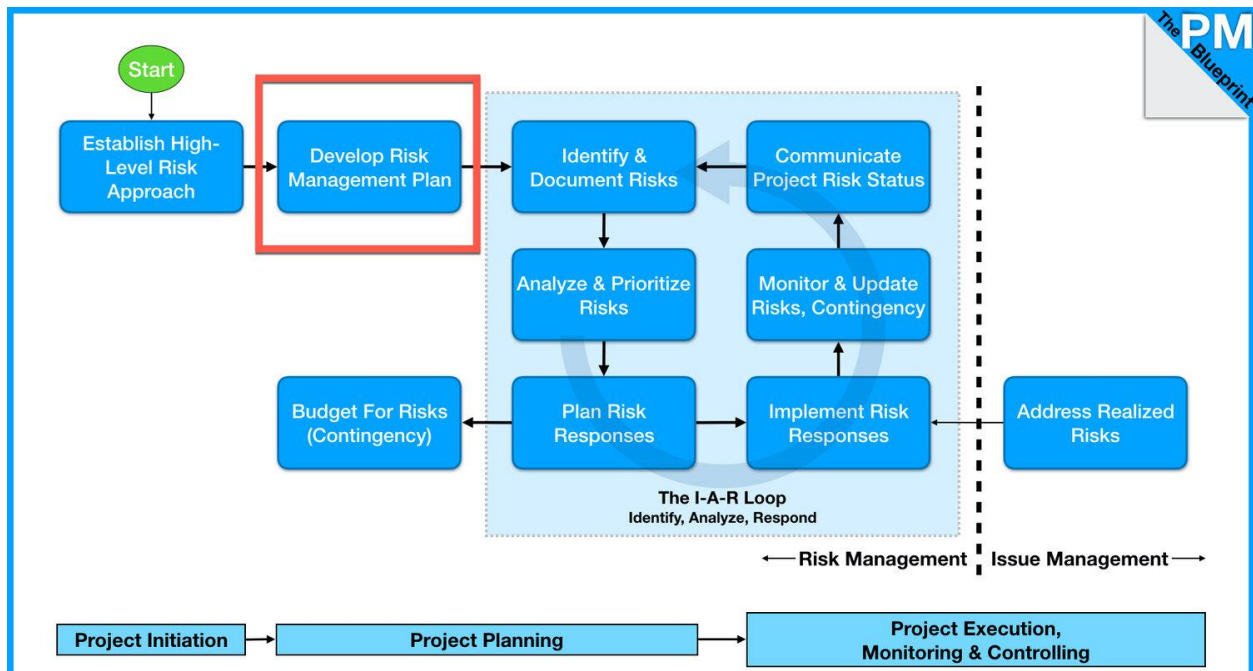 The PM
Blueprint
Start
Establish High-
Level Risk
Approach
Develop Risk
Management Plan
Identify &
Document Risks
Communicate
Project Risk Status
Analyze & Prioritize
Risks
Monitor & Update
Risks, Contingency
Budget For Risks
(Contingency)
Plan Risk
Responses
Implement Risk
Responses
Address Realized
Risks
The I-A-R Loop
Identify, Analyze, Respond
Risk Management
Issue Management
Project Initiation
Project Planning
Project Execution,
Monitoring & Controlling